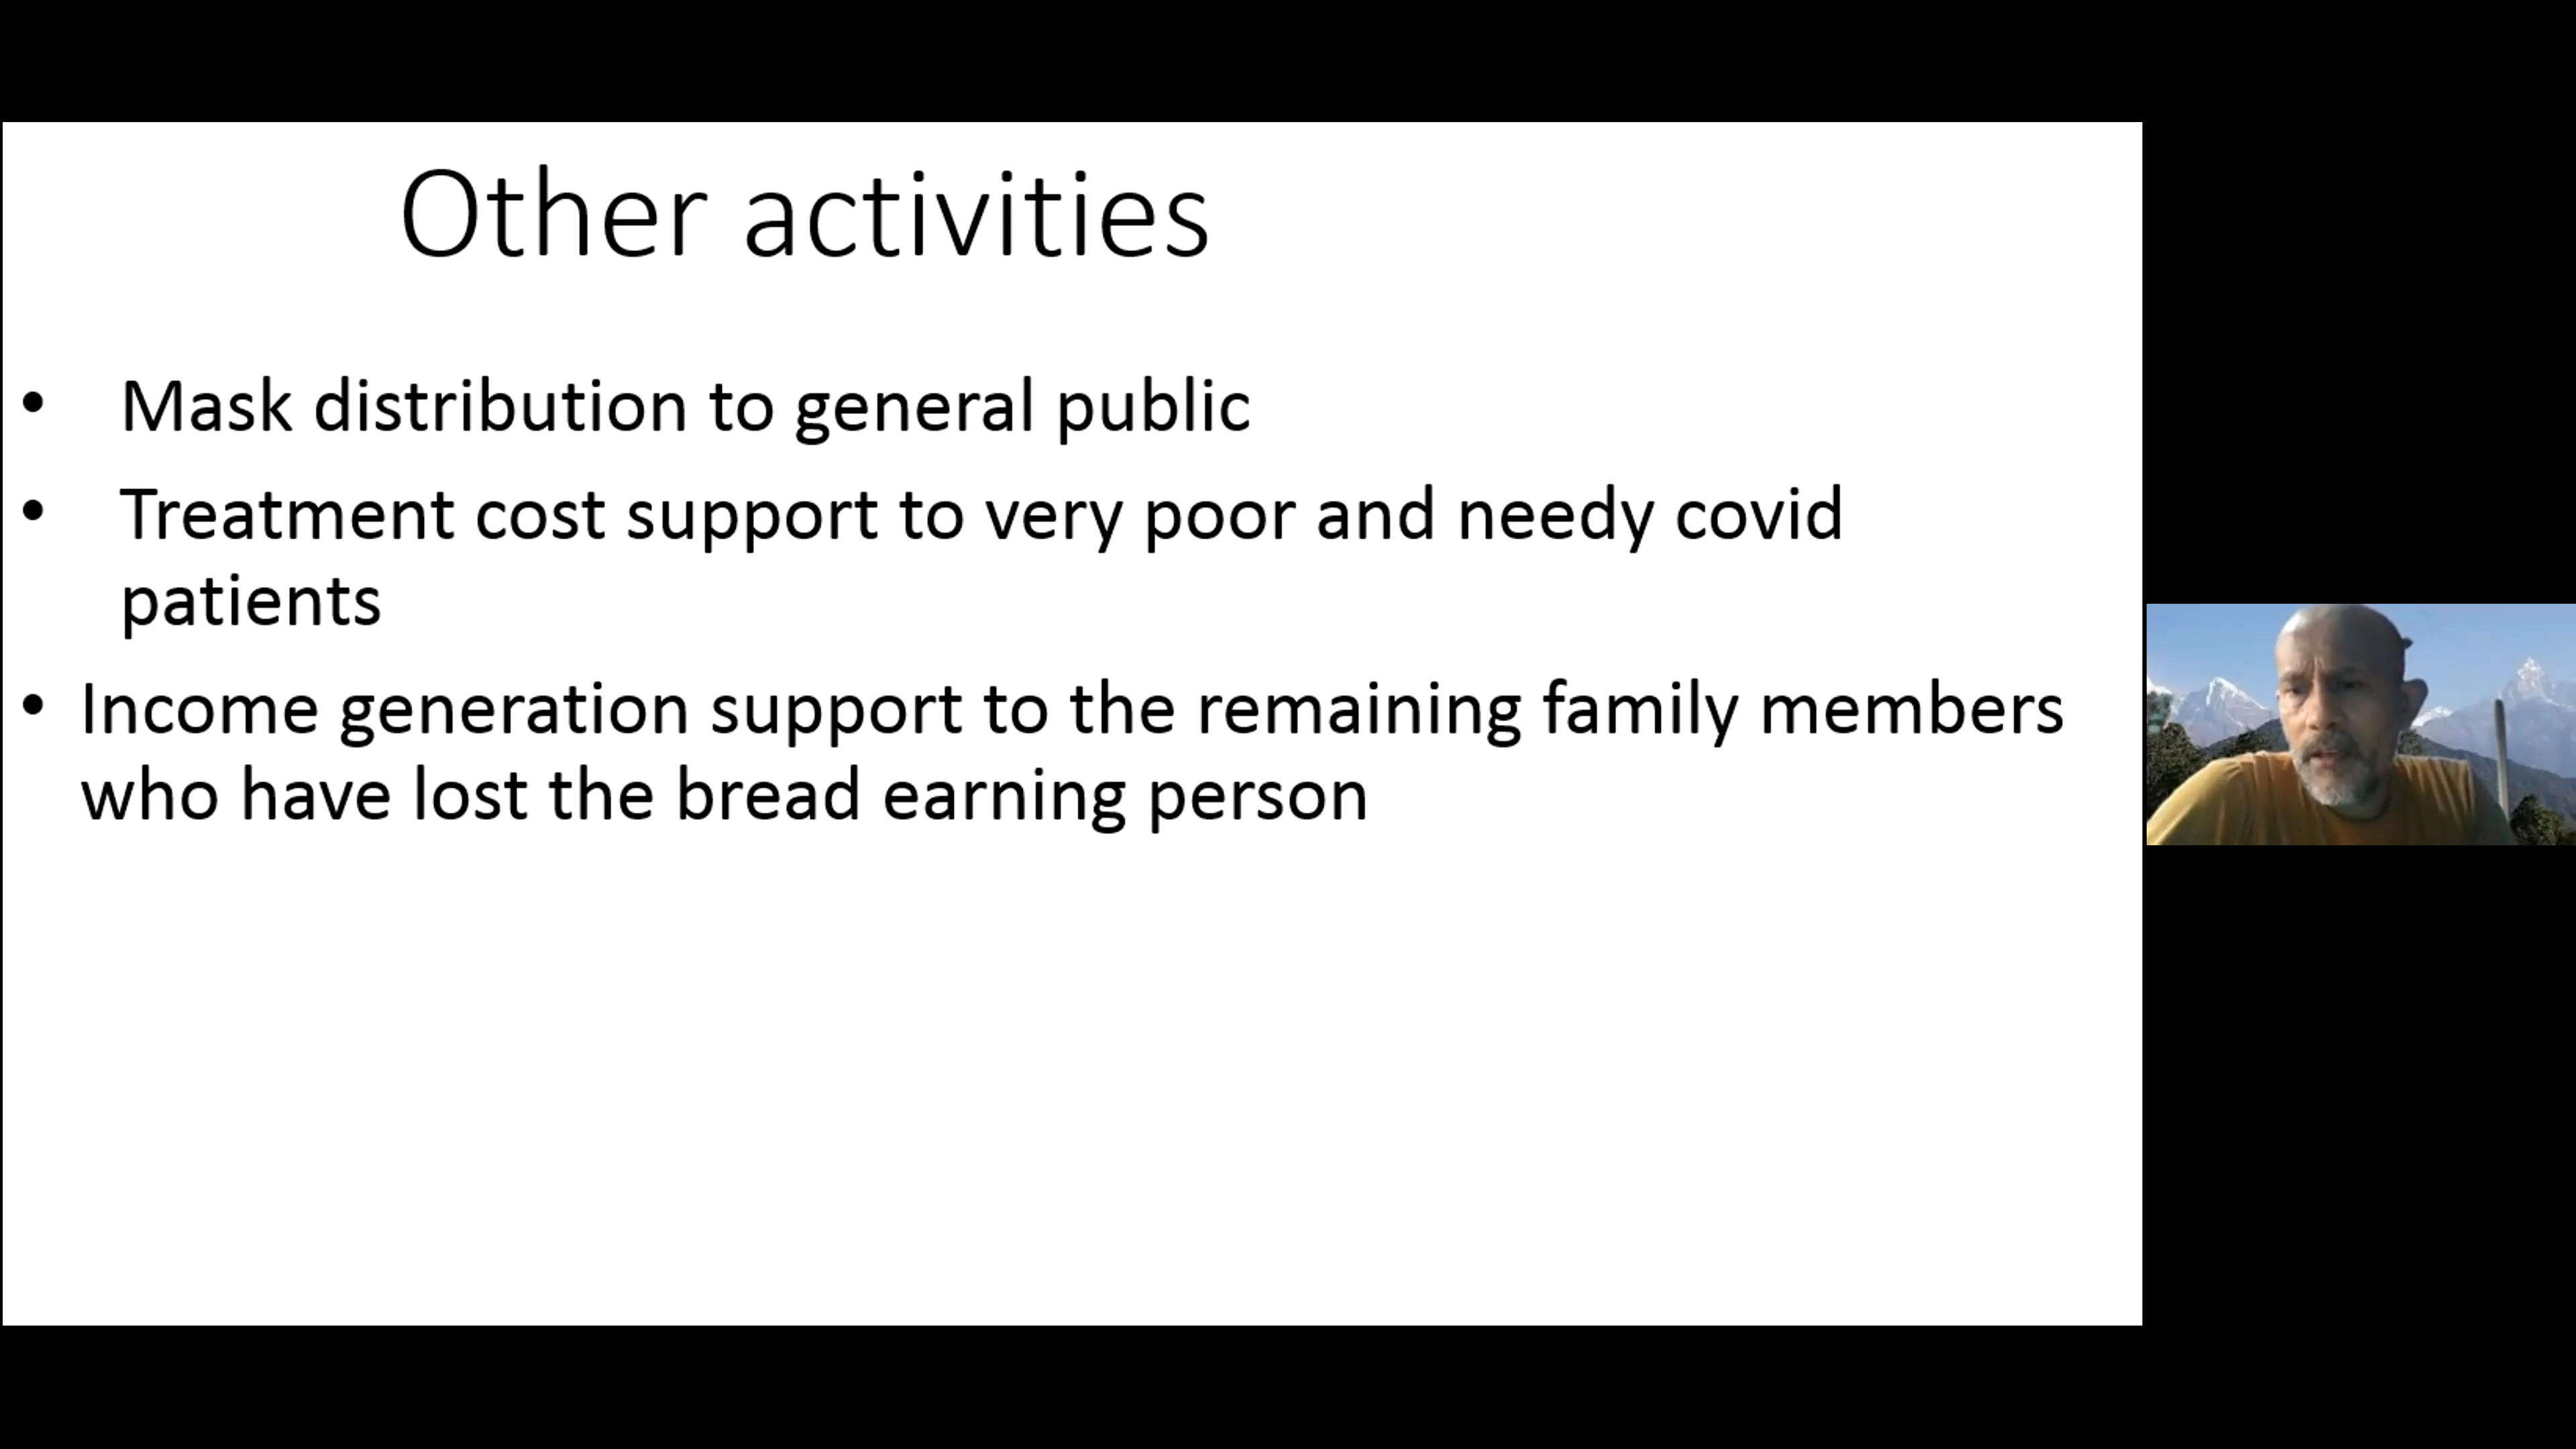 Other activities
• Mask distribution to general public
• Treatment cost support to very poor and needy covid
patients
• Income generation support to the remaining family members
who have lost the bread earning person